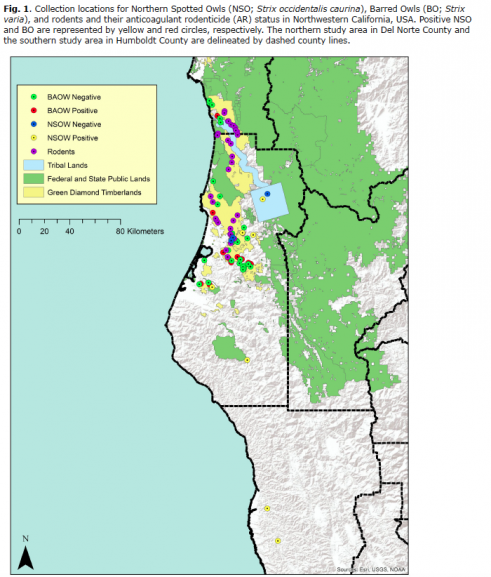 Fig. 1. Collection locations for Northern Spotted Owls (NSO; Strix occidentalis caurina), Barred Owls (BO; Strix
varia), and rodents and their anticoagulant rodenticide (AR) status in Northwestern California, USA. Positive NSO
and BO are represented by yellow and red circles, respectively. The northern study area in Del Norte County and
the southern study area in Humboldt County are delineated by dashed county lines.
BAOW Negative
BAOW Positive
NSOW Negative
NSOW Positive
Rodents
Tribal Lands
Federal and State Public Lands
Green Diamond Timberlands
0 20 40 80 Kilometers
N
Source: Esri, USGS, NOAA